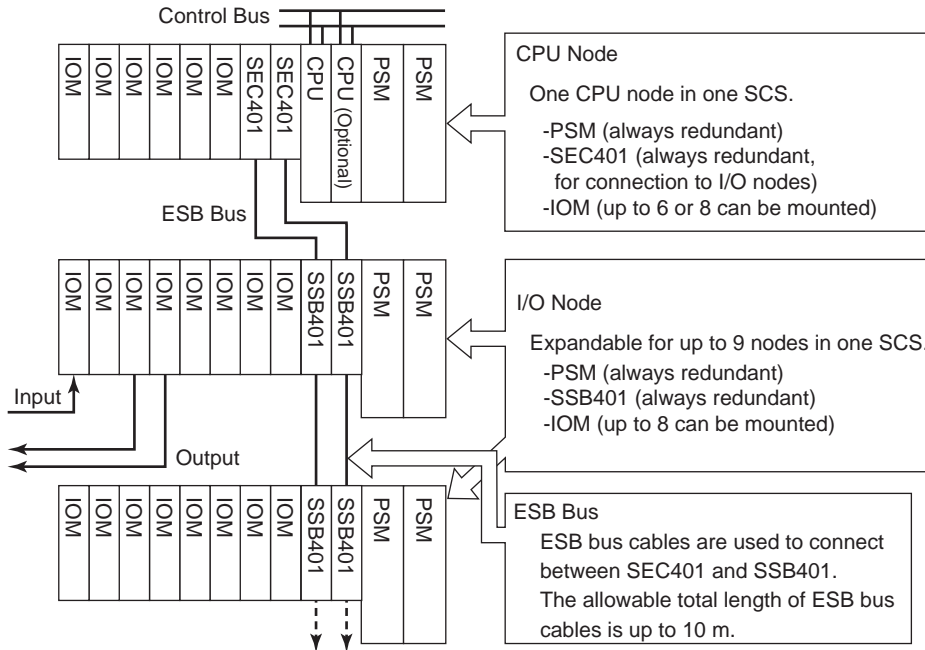 Control Bus
IOM IOM IOM IOM IOM IOM SEC401 SEC401 CPU CPU (Optional) PSM PSM
CPU Node
One CPU node in one SCS.
-PSM (always redundant)
-SEC401 (always redundant,
for connection to I/O nodes)
-IOM (up to 6 or 8 can be mounted)
ESB Bus
IOM IOM IOM IOM IOM IOM IOM IOM SSB401 SSB401 PSM PSM
I/O Node
Expandable for up to 9 nodes in one SCS.
-PSM (always redundant)
-SSB401 (always redundant)
-IOM (up to 8 can be mounted)
Input
Output
IOM IOM IOM IOM IOM IOM IOM IOM SSB401 SSB401 PSM PSM
ESB Bus
ESB bus cables are used to connect
between SEC401 and SSB401.
The allowable total length of ESB bus
cables is up to 10 m.